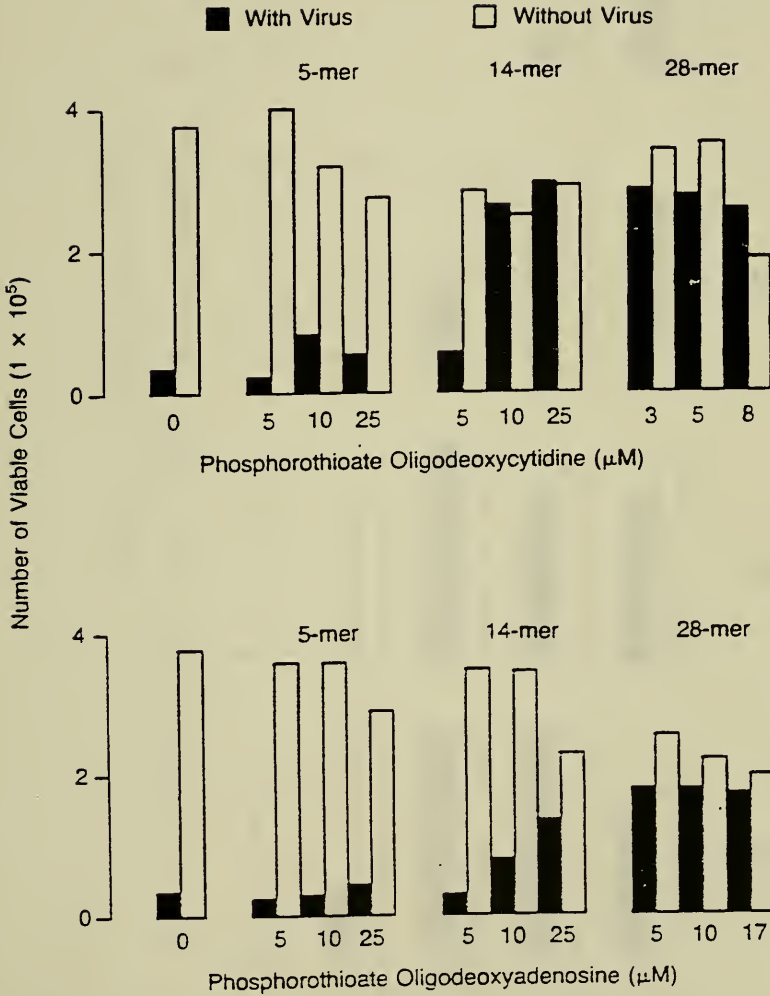 With Virus Without Virus
5-mer 14-mer 28-mer
4
2
0
0 5 10 25 5 10 25 3 5 8
Phosphorothioate Oligodeoxycytidine (μM)
Number of Viable Cells (1 × 10⁵)
5-mer 14-mer 28-mer
4
2
0
0 5 10 25 5 10 25 5 10 17
Phosphorothioate Oligodeoxyadenosine (μM)